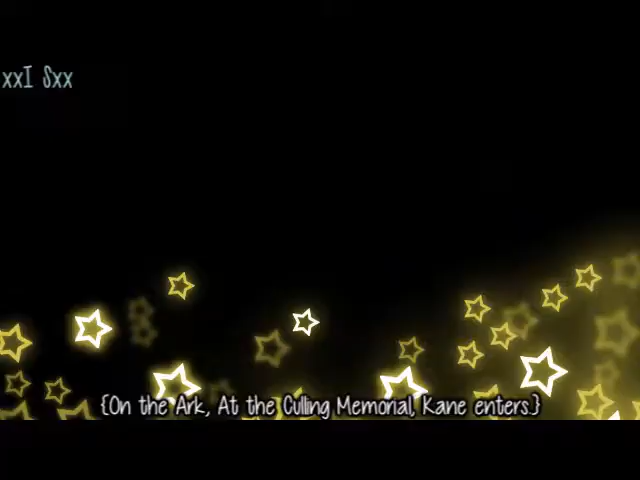 xxI Sxx
{On the Ark, At the Culling Memorial, Kane enters.}